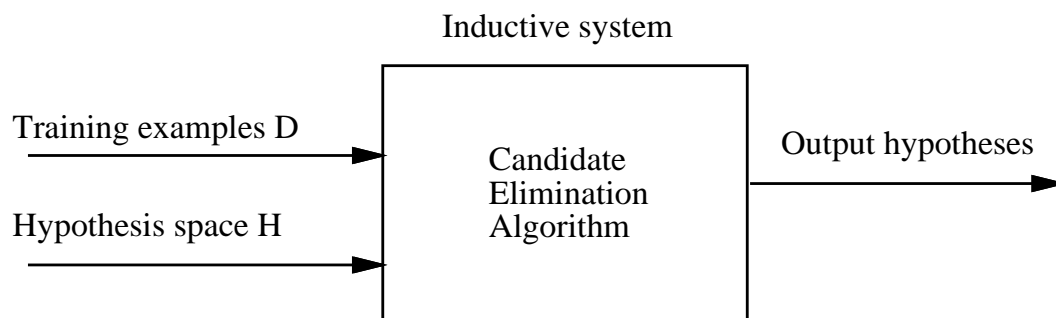 Inductive system
Training examples D
Hypothesis space H
Candidate
Elimination
Algorithm
Output hypotheses